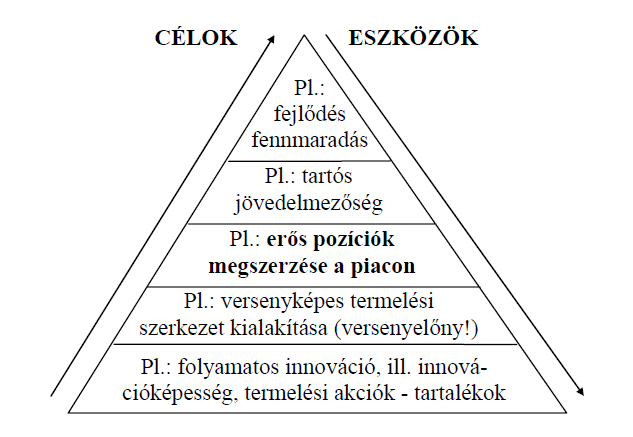 CÉLOK
ESZKÖZÖK
Pl.:
fejlődés
fennmaradás
Pl.: tartós
jövedelmezőség
Pl.: erős pozíciók
megszerzése a piacon
Pl.: versenyképes termelési
szerkezet kialakítása (versenyelőny!)
Pl.: folyamatos innováció, ill. innová-
cióképesség, termelési akciók - tartalékok